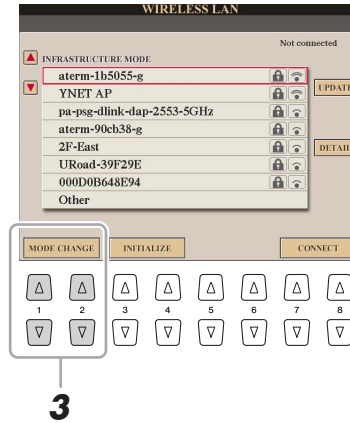 WIRELESS LAN
Not connected
INFRASTRUCTURE MODE
aterm-1b5055-g
YNET AP
UPDATE
pa-psg-dlink-dap-2553-5GHz
aterm-90cb38-g
2F-East
DETAIL
URoad-39F29E
000D0B648E94
Other
MODE CHANGE INITIALIZE CONNECT
1 2 3 4 5 6 7 8
3